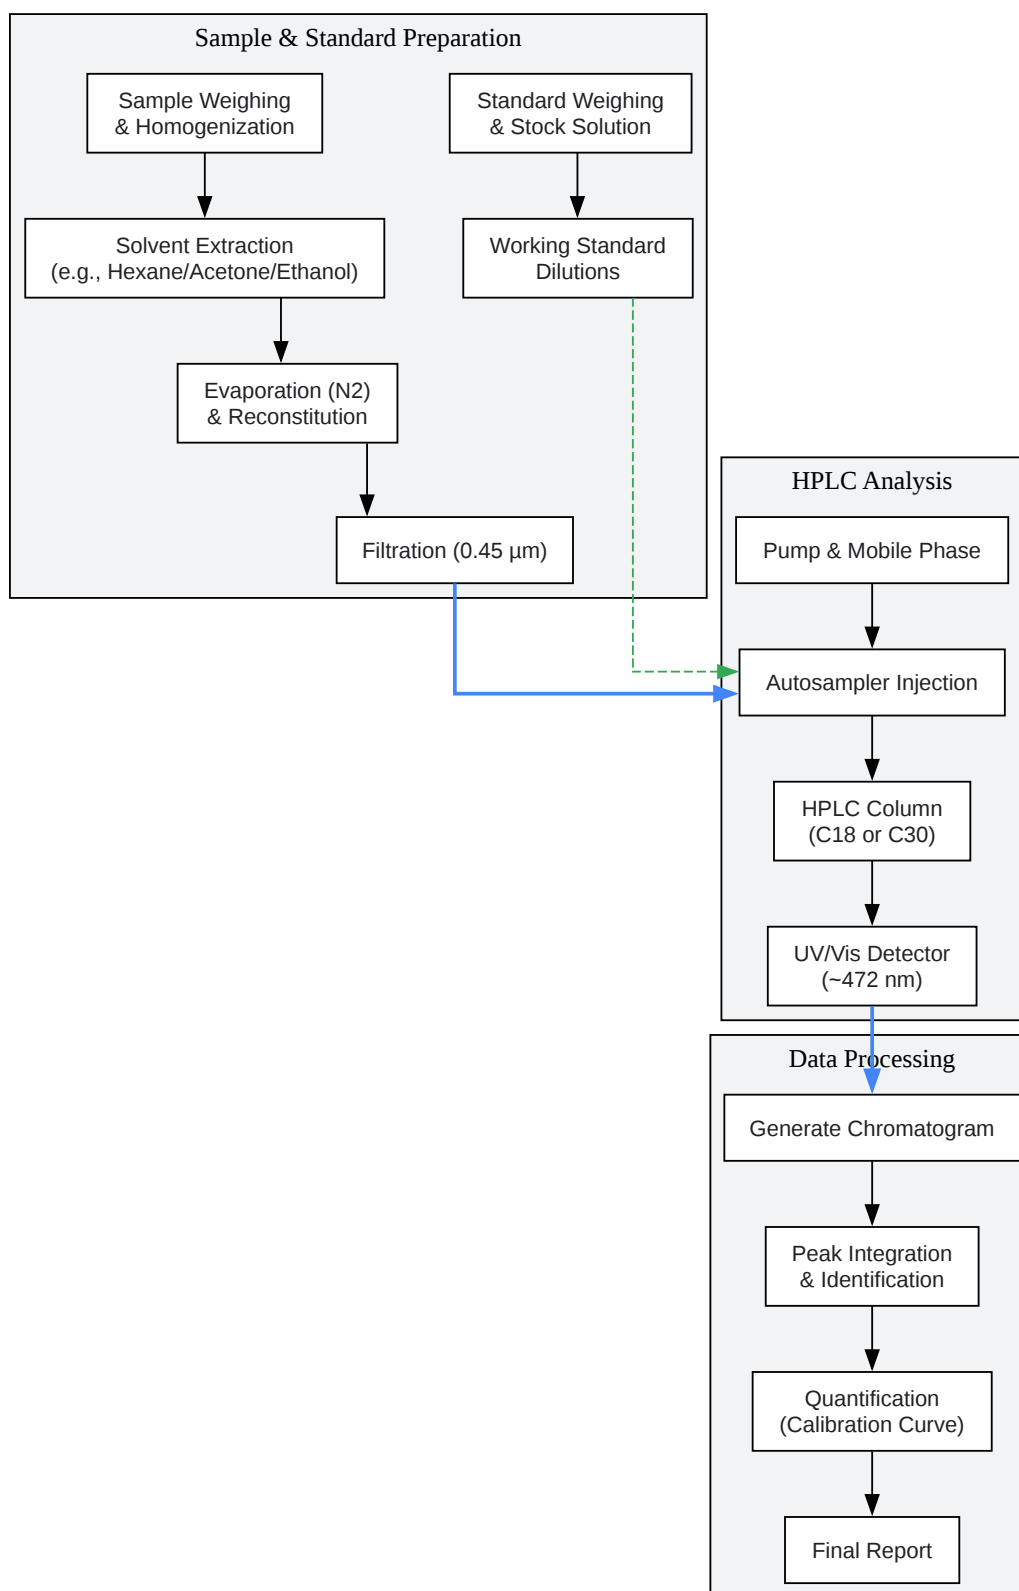 Sample & Standard Preparation
Sample Weighing
& Homogenization
Standard Weighing
& Stock Solution
Solvent Extraction
(e.g., Hexane/Acetone/Ethanol)
Working Standard
Dilutions
Evaporation (N2)
& Reconstitution
Filtration (0.45 µm)
HPLC Analysis
Pump & Mobile Phase
Autosampler Injection
HPLC Column
(C18 or C30)
UV/Vis Detector
(~472 nm)
Data Processing
Generate Chromatogram
Peak Integration
& Identification
Quantification
(Calibration Curve)
Final Report